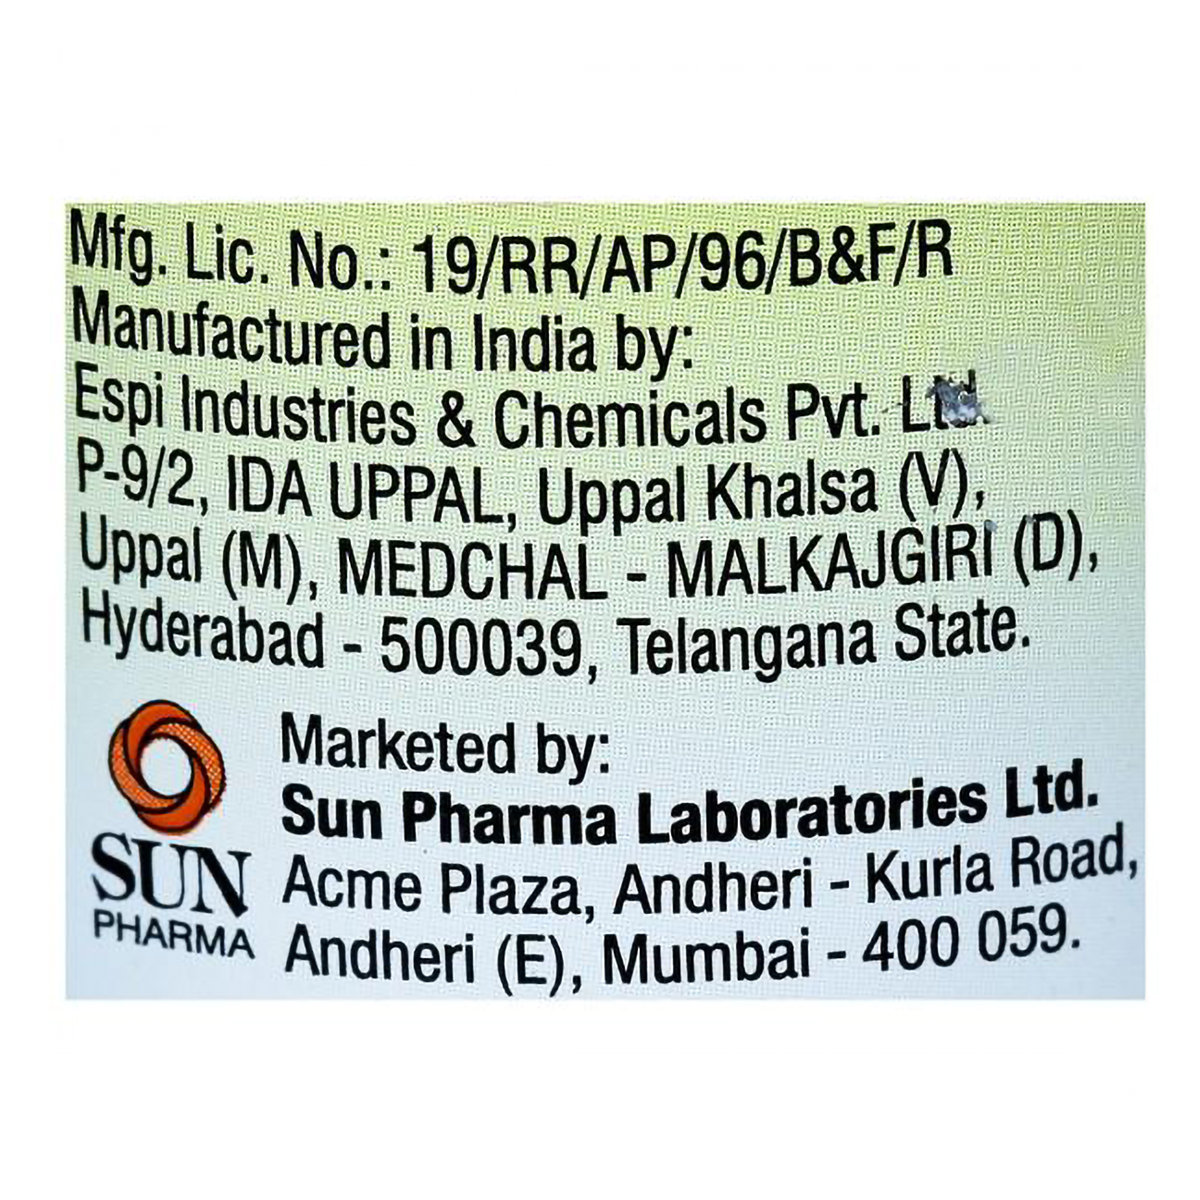 Mfg. Lic. No.: 19/RR/AP/96/B&F/R
Manufactured in India by:
Espi Industries & Chemicals Pvt. Ltd.
P-9/2, IDA UPPAL, Uppal Khalsa (V),
Uppal (M), MEDCHAL - MALKAJGIRI (D),
Hyderabad - 500039, Telangana State.
SUN
PHARMA
Marketed by:
Sun Pharma Laboratories Ltd.
Acme Plaza, Andheri - Kurla Road,
Andheri (E), Mumbai - 400 059.